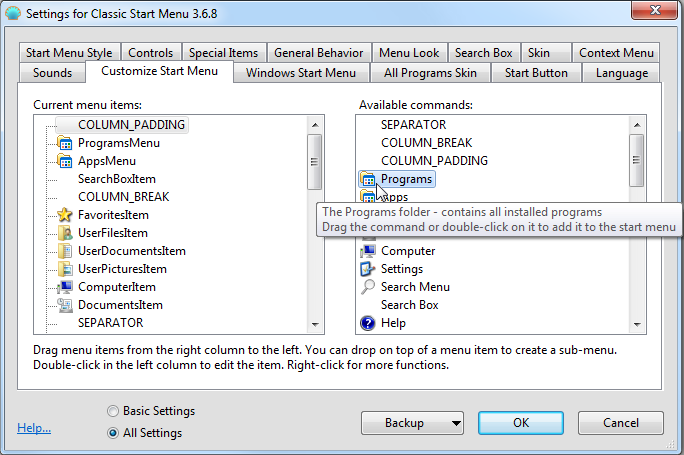 Settings for Classic Start Menu 3.6.8
Start Menu Style Controls Special Items General Behavior Menu Look Search Box Skin Context Menu
Sounds Customize Start Menu Windows Start Menu All Programs Skin Start Button Language
Current menu items:
COLUMN_PADDING
ProgramsMenu
AppsMenu
SearchBoxItem
COLUMN_BREAK
FavoritesItem
UserFilesItem
UserDocumentsItem
UserPicturesItem
ComputerItem
DocumentsItem
SEPARATOR
Available commands:
SEPARATOR
COLUMN_BREAK
COLUMN_PADDING
Programs
Apps
The Programs folder - contains all installed programs
Drag the command or double-click on it to add it to the start menu
Computer
Settings
Search Menu
Search Box
Help
Drag menu items from the right column to the left. You can drop on top of a menu item to create a sub-menu.
Double-click in the left column to edit the item. Right-click for more functions.
Help...
Basic Settings
All Settings
Backup
OK
Cancel